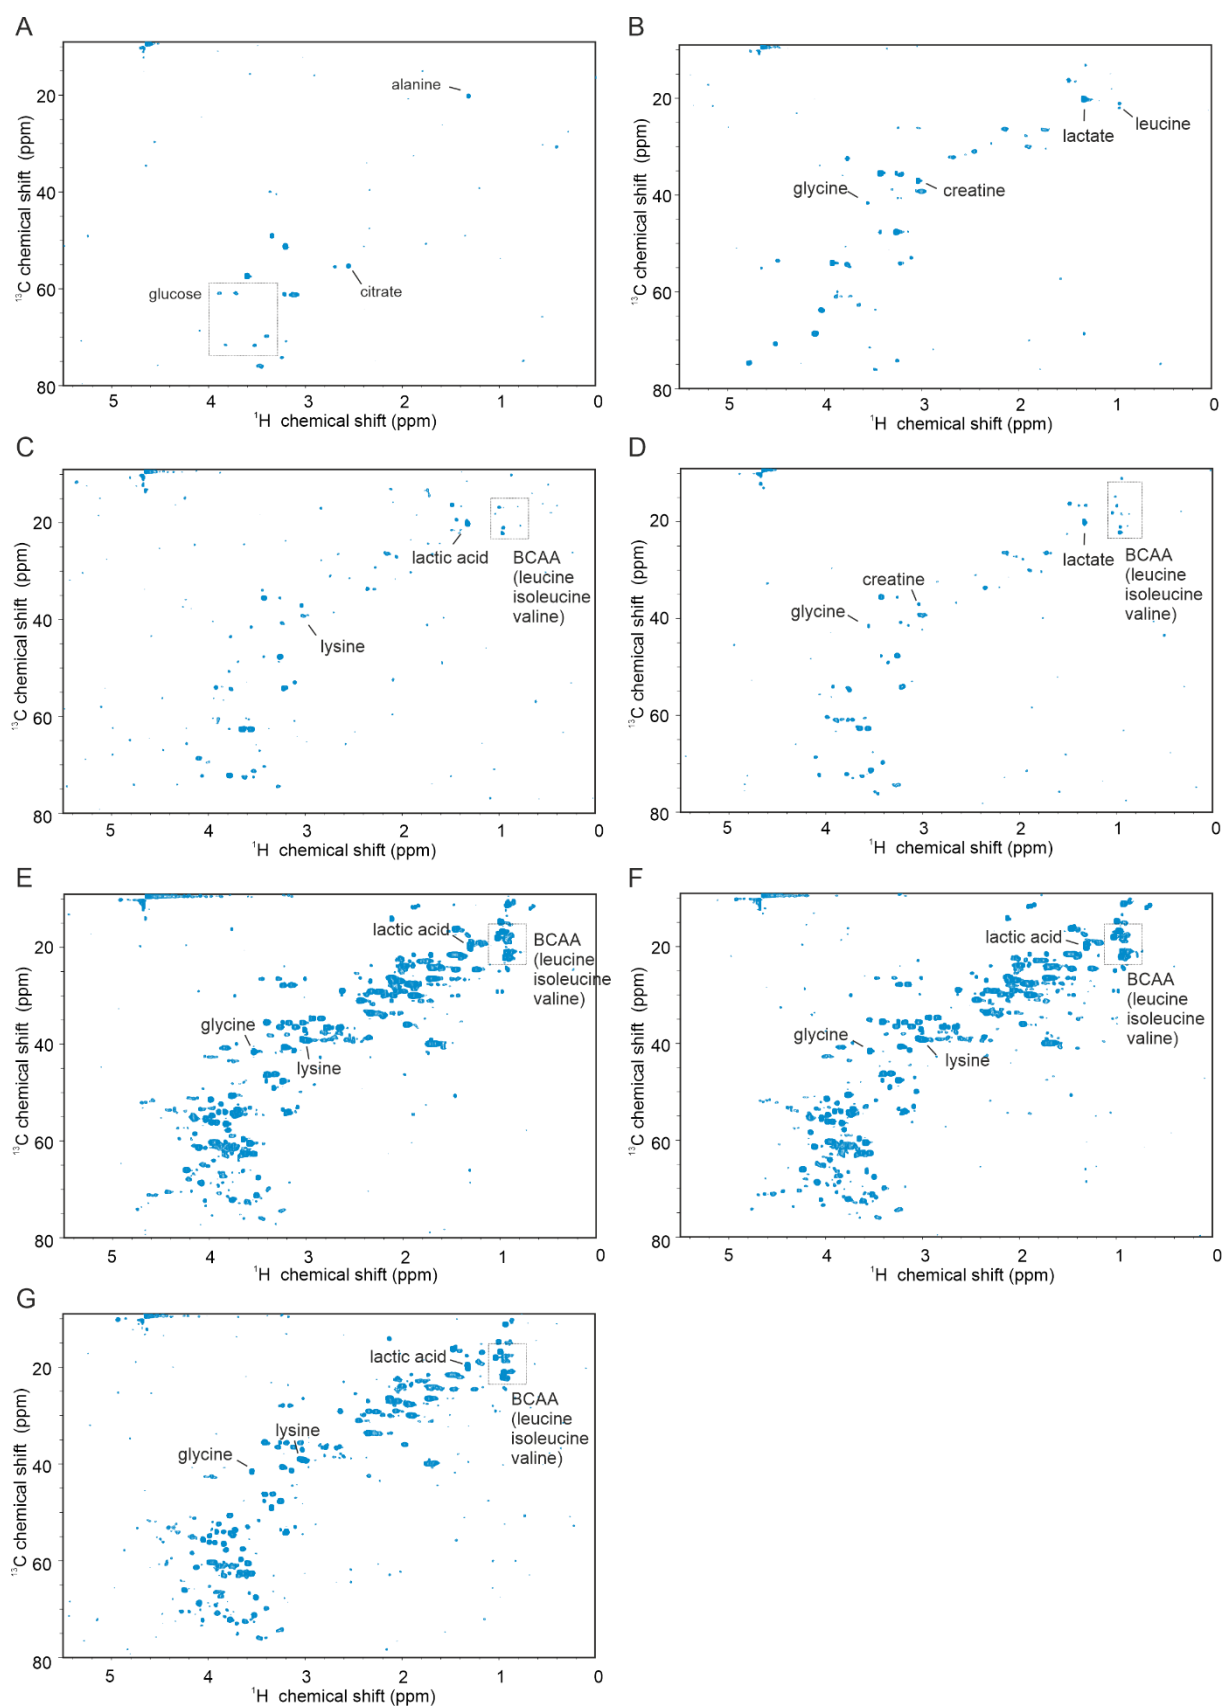 A
20
40
60
80
5
4
3
2
1
0
13C chemical shift (ppm)
1H chemical shift (ppm)
alanine
citrate
glucose
B
20
40
60
80
5
4
3
2
1
0
13C chemical shift (ppm)
1H chemical shift (ppm)
lactate
leucine
glycine
creatine
C
20
40
60
80
5
4
3
2
1
0
13C chemical shift (ppm)
1H chemical shift (ppm)
lactic acid
BCAA
(leucine
isoleucine
valine)
lysine
D
20
40
60
80
5
4
3
2
1
0
13C chemical shift (ppm)
1H chemical shift (ppm)
lactate
BCAA
(leucine
isoleucine
valine)
creatine
glycine
E
20
40
60
80
5
4
3
2
1
0
13C chemical shift (ppm)
1H chemical shift (ppm)
lactic acid
BCAA
(leucine
isoleucine
valine)
glycine
lysine
F
20
40
60
80
5
4
3
2
1
0
13C chemical shift (ppm)
1H chemical shift (ppm)
lactic acid
BCAA
(leucine
isoleucine
valine)
glycine
lysine
G
20
40
60
80
5
4
3
2
1
0
13C chemical shift (ppm)
1H chemical shift (ppm)
lactic acid
BCAA
(leucine
isoleucine
valine)
lysine
glycine